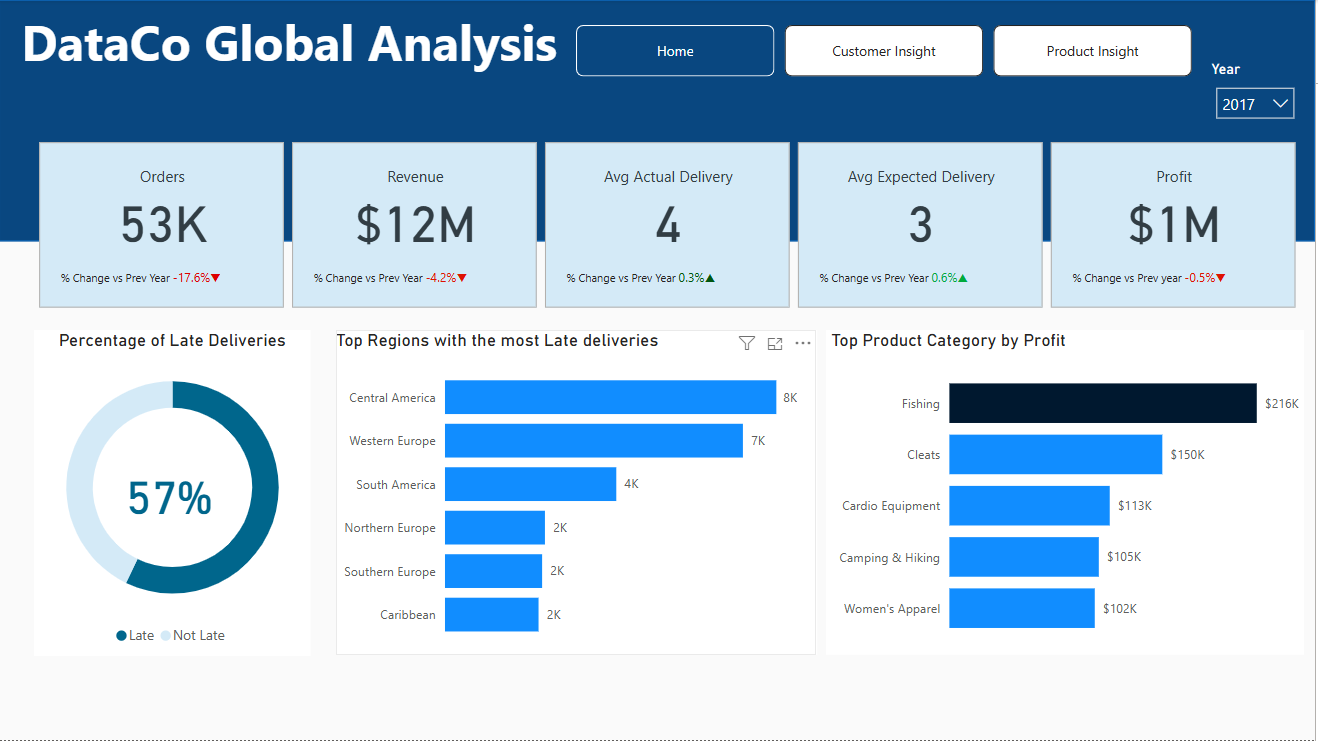 DataCo Global Analysis
Home
Customer Insight
Product Insight
Year
2017
Orders
53K
% Change vs Prev Year -17.6%▼
Revenue
$12M
% Change vs Prev Year -4.2%▼
Avg Actual Delivery
4
% Change vs Prev Year 0.3%▲
Avg Expected Delivery
3
% Change vs Prev Year 0.6%▲
Profit
$1M
% Change vs Prev year -0.5%▼
Percentage of Late Deliveries
57%
Late Not Late
Top Regions with the most Late deliveries
Central America 8K
Western Europe 7K
South America 4K
Northern Europe 2K
Southern Europe 2K
Caribbean 2K
Top Product Category by Profit
Fishing $216K
Cleats $150K
Cardio Equipment $113K
Camping & Hiking $105K
Women's Apparel $102K